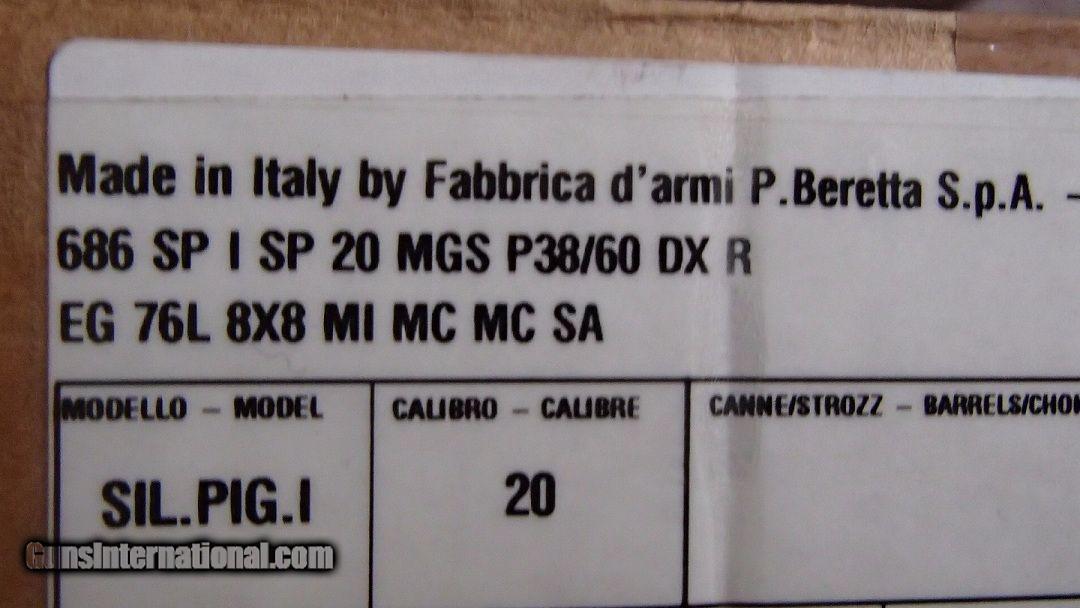 Made in Italy by Fabbrica d'armi P.Beretta S.p.A. -
686 SP I SP 20 MGS P38/60 DX R
EG 76L 8X8 MI MC MC SA
MODELLO - MODEL CALIBRO - CALIBRE CANNE/STROZZ - BARRELS/CHO
SIL.PIG.I 20
GunsInternational.com